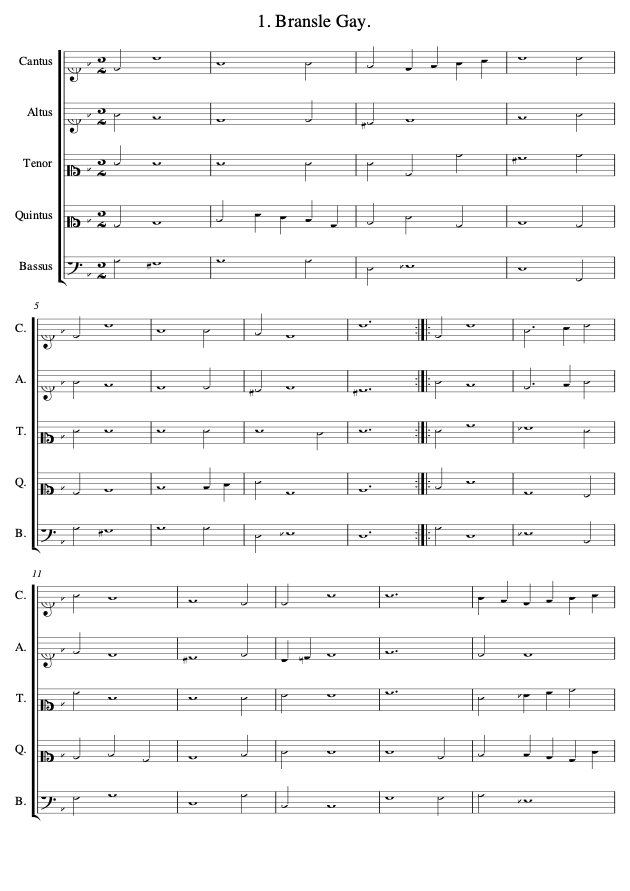 1. Bransle Gay.
Cantus
Altus
Tenor
Quintus
Bassus
5
C.
A.
T.
Q.
B.
11
C.
A.
T.
Q.
B.